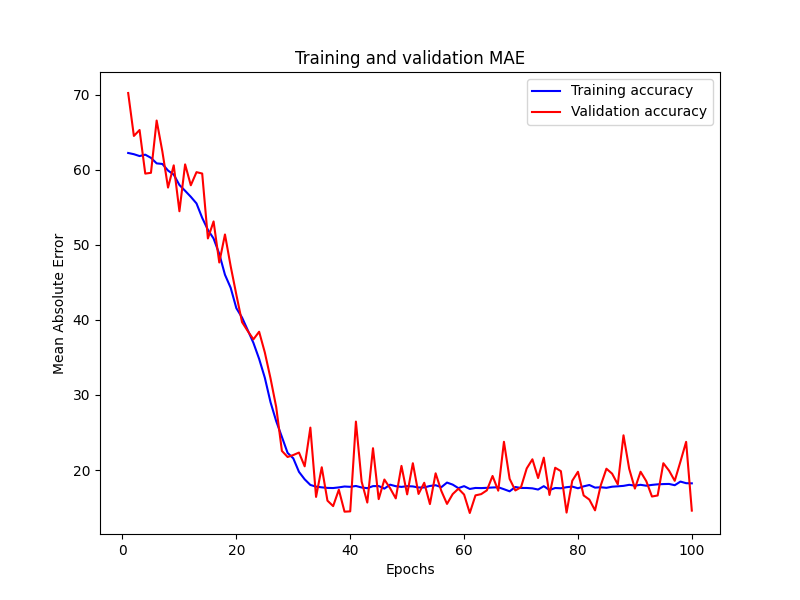 Training and validation MAE
Training accuracy
Validation accuracy
Mean Absolute Error
70
60
50
40
30
20
0
20
40
60
80
100
Epochs